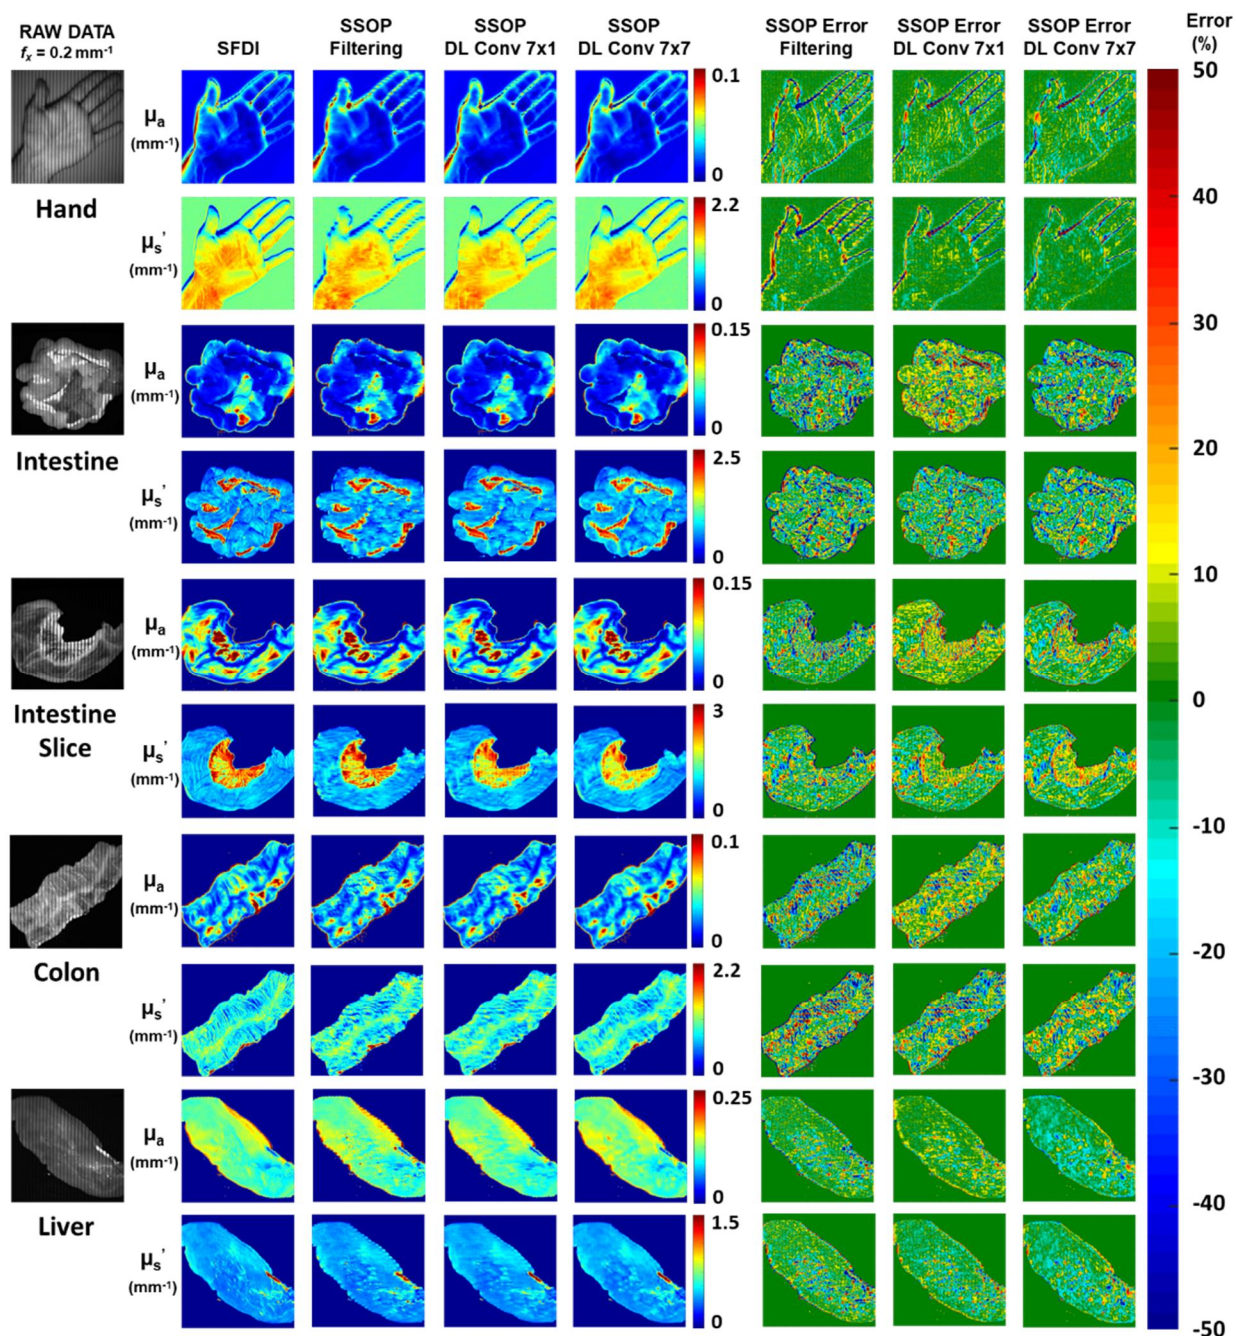 RAW DATA
fx = 0.2 mm-1
SFDI
SSOP
Filtering
SSOP
DL Conv 7x1
SSOP
DL Conv 7x7
SSOP Error
Filtering
SSOP Error
DL Conv 7x1
SSOP Error
DL Conv 7x7
Error
(%)
Hand
μa
(mm-1)
0.1
0
μs'
(mm-1)
2.2
0
Intestine
μa
(mm-1)
0.15
0
μs'
(mm-1)
2.5
0
Intestine
Slice
μa
(mm-1)
0.15
0
μs'
(mm-1)
3
0
Colon
μa
(mm-1)
0.1
0
μs'
(mm-1)
2.2
0
Liver
μa
(mm-1)
0.25
0
μs'
(mm-1)
1.5
0
50
40
30
20
10
0
-10
-20
-30
-40
-50